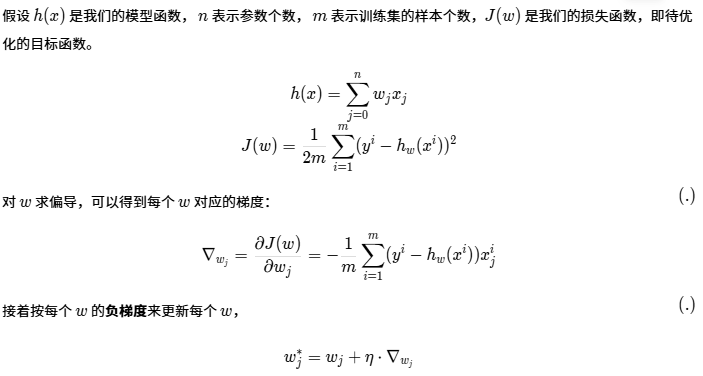 假设 h(x) 是我们的模型函数， n 表示参数个数， m 表示训练集的样本个数，J(w) 是我们的损失函数，即待优
化的目标函数。
h(x) = \sum_{j=0}^{n} w_j x_j
J(w) = \frac{1}{2m} \sum_{i=1}^{m} (y^i - h_w(x^i))^2
对 w 求偏导，可以得到每个 w 对应的梯度： (.)
\nabla_{w_j} = \frac{\partial J(w)}{\partial w_j} = -\frac{1}{m} \sum_{i=1}^{m} (y^i - h_w(x^i)) x_j^i
接着按每个 w 的负梯度来更新每个 w， (.)
w_j^* = w_j + \eta \cdot \nabla_{w_j}